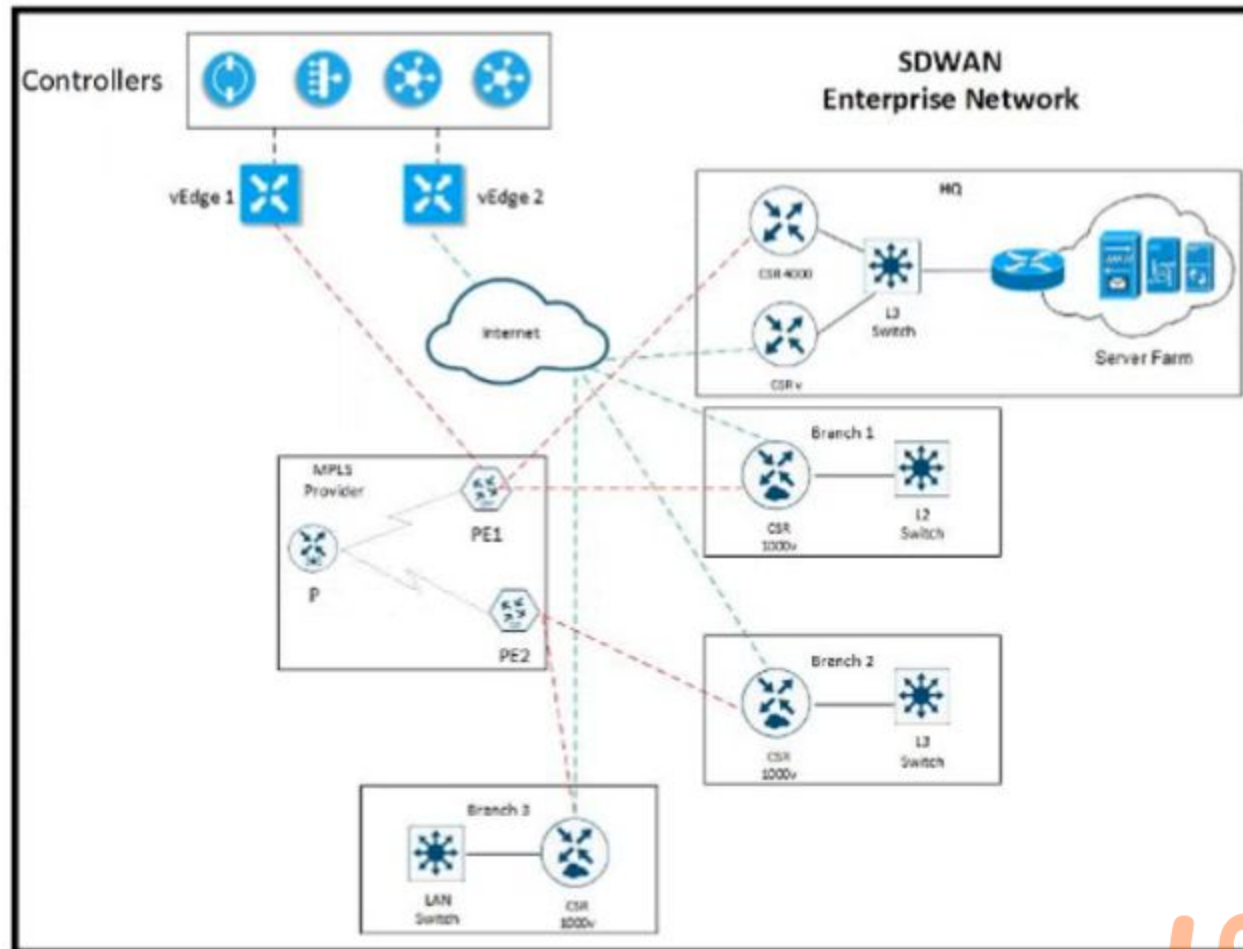 SDWAN
Enterprise Network
Controllers
vEdge 1
vEdge 2
HQ
CSR 4000
L3
Switch
CSR v
Server Farm
Internet
Branch 1
CSR
1000v
L2
Switch
MPLS
Provider
PE1
P
PE2
Branch 2
CSR
1000v
L3
Switch
Branch 3
LAN
Switch
CSR
1000v